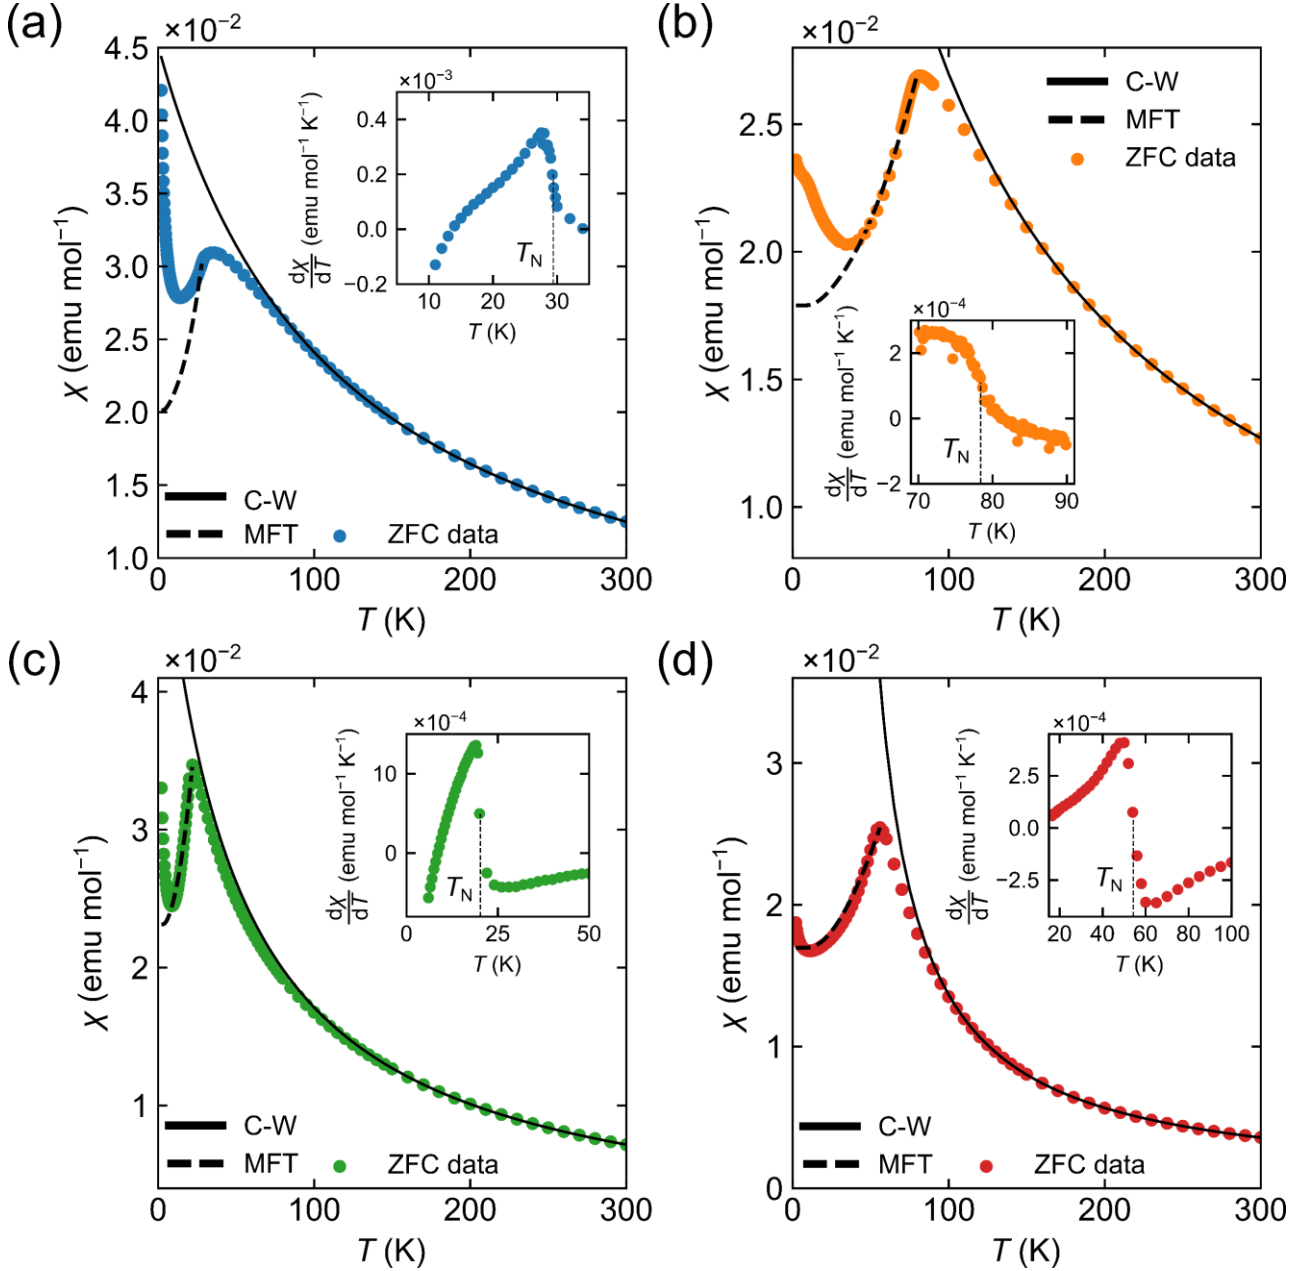 (a)
×10⁻²
4.5
4.0
3.5
3.0
2.5
2.0
1.5
1.0
χ (emu mol⁻¹)
0 100 200 300
T (K)
C-W
MFT ZFC data
×10⁻³
0.4
0.2
0.0
−0.2
dχ/dT (emu mol⁻¹ K⁻¹)
T_N
10 20 30
T (K)
(b)
×10⁻²
2.5
2.0
1.5
1.0
χ (emu mol⁻¹)
0 100 200 300
T (K)
C-W
MFT
ZFC data
×10⁻⁴
2
0
−2
dχ/dT (emu mol⁻¹ K⁻¹)
T_N
70 80 90
T (K)
(c)
×10⁻²
4
3
2
1
χ (emu mol⁻¹)
0 100 200 300
T (K)
C-W
MFT ZFC data
×10⁻⁴
10
0
dχ/dT (emu mol⁻¹ K⁻¹)
T_N
0 25 50
T (K)
(d)
×10⁻²
3
2
1
0
χ (emu mol⁻¹)
0 100 200 300
T (K)
C-W
MFT ZFC data
×10⁻⁴
2.5
0.0
−2.5
dχ/dT (emu mol⁻¹ K⁻¹)
T_N
20 40 60 80 100
T (K)